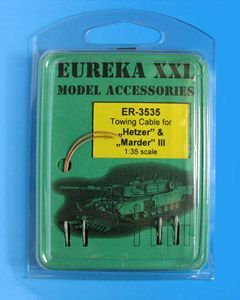 EUREKA XXL
MODEL ACCESSORIES
ER-3535
Towing Cable for
„Hetzer” &
„Marder” III
1:35 scale